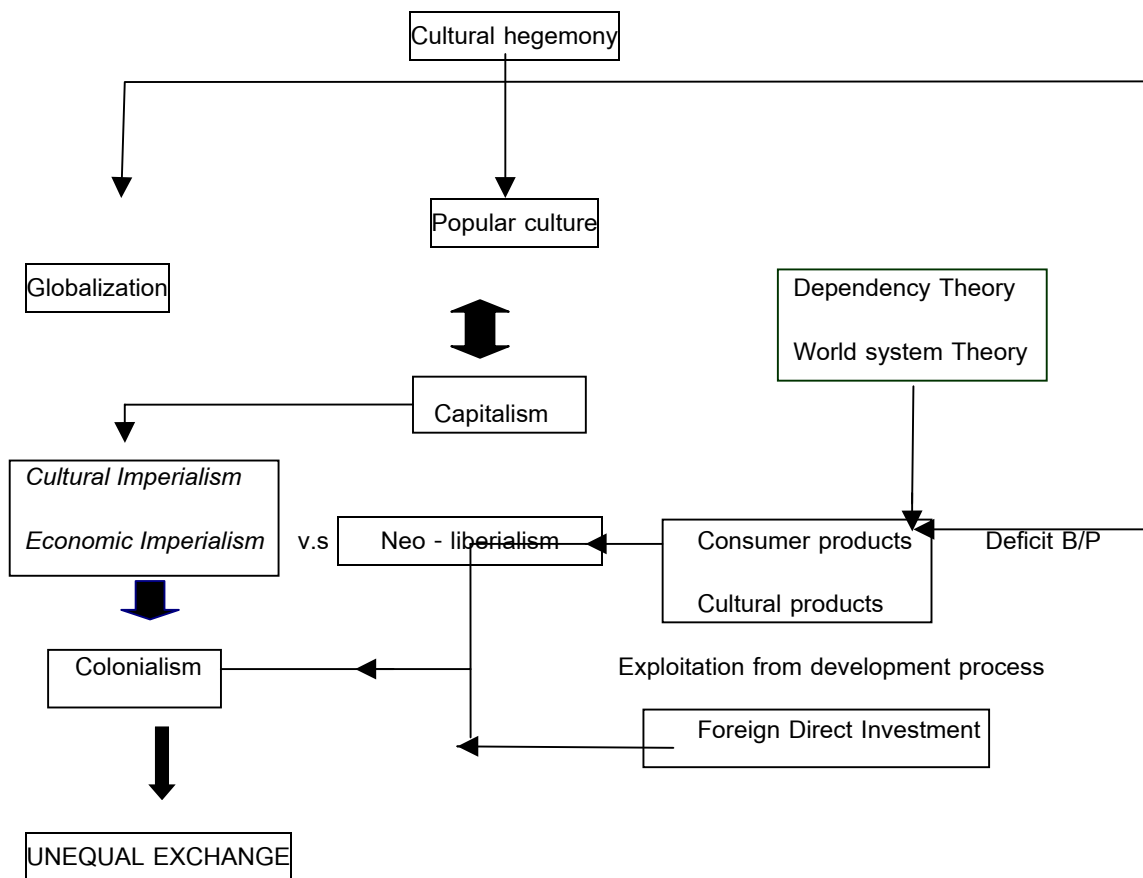 Cultural hegemony
Popular culture
Globalization
Dependency Theory
World system Theory
Capitalism
Cultural Imperialism
Economic Imperialism
v.s
Neo - liberialism
Consumer products
Cultural products
Deficit B/P
Colonialism
Exploitation from development process
Foreign Direct Investment
UNEQUAL EXCHANGE